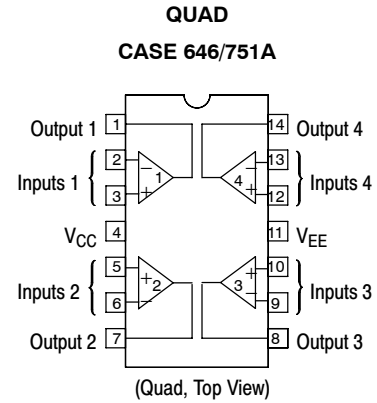 QUAD
CASE 646/751A
Output 1 1 14 Output 4
2 − − 13
Inputs 1 1 4 Inputs 4
3 + + 12
VCC 4 11 VEE
5 + + 10
Inputs 2 2 3 Inputs 3
6 − − 9
Output 2 7 8 Output 3
(Quad, Top View)